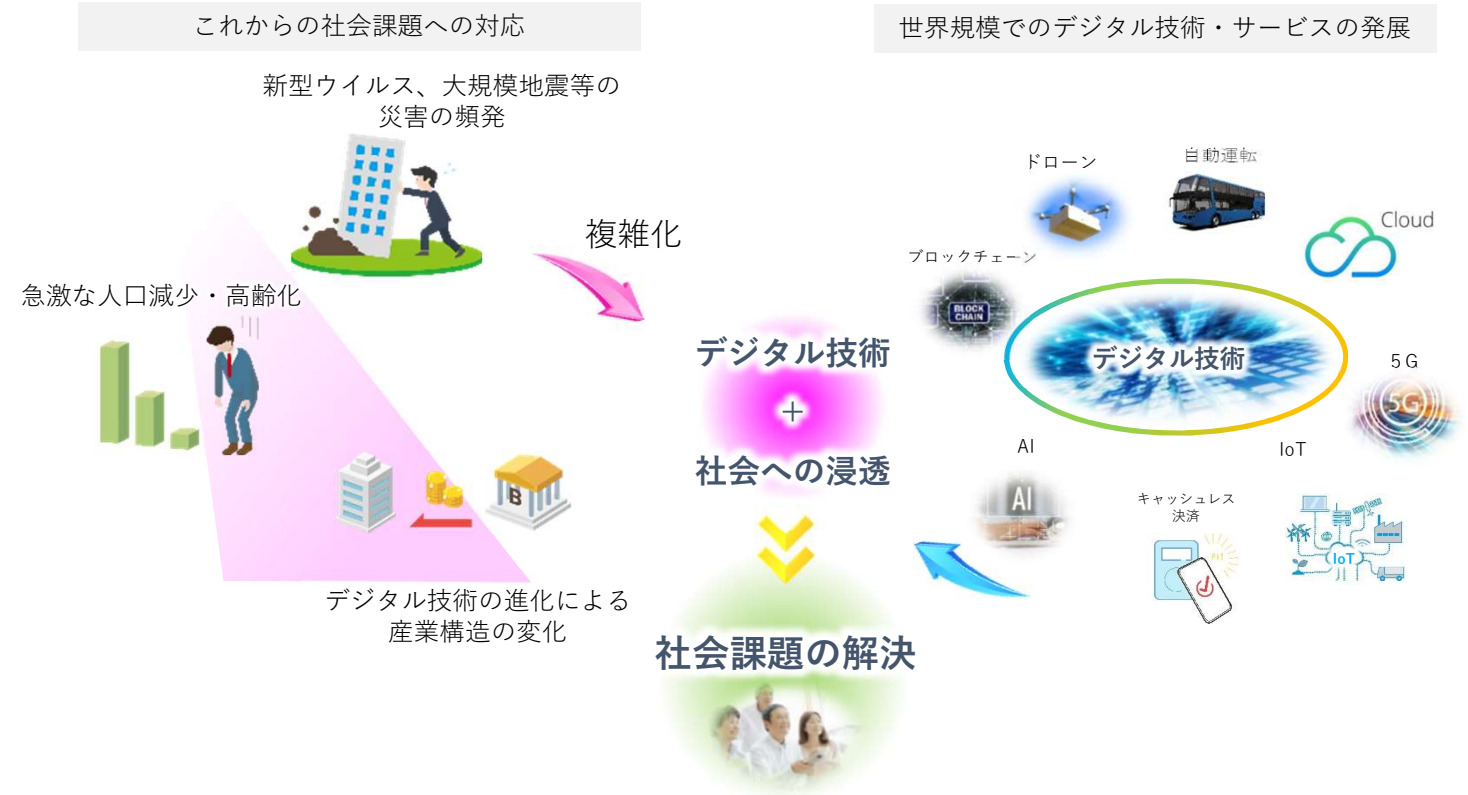 これからの社会課題への対応
新型ウイルス、大規模地震等の
災害の頻発
複雑化
急激な人口減少・高齢化
B
デジタル技術の進化による
産業構造の変化
デジタル技術
+
社会への浸透
社会課題の解決
世界規模でのデジタル技術・サービスの発展
ドローン
自動運転
Cloud
ブロックチェーン
BLOCK
CHAIN
デジタル技術
5G
5G
AI
AI
IoT
IoT
キャッシュレス
決済